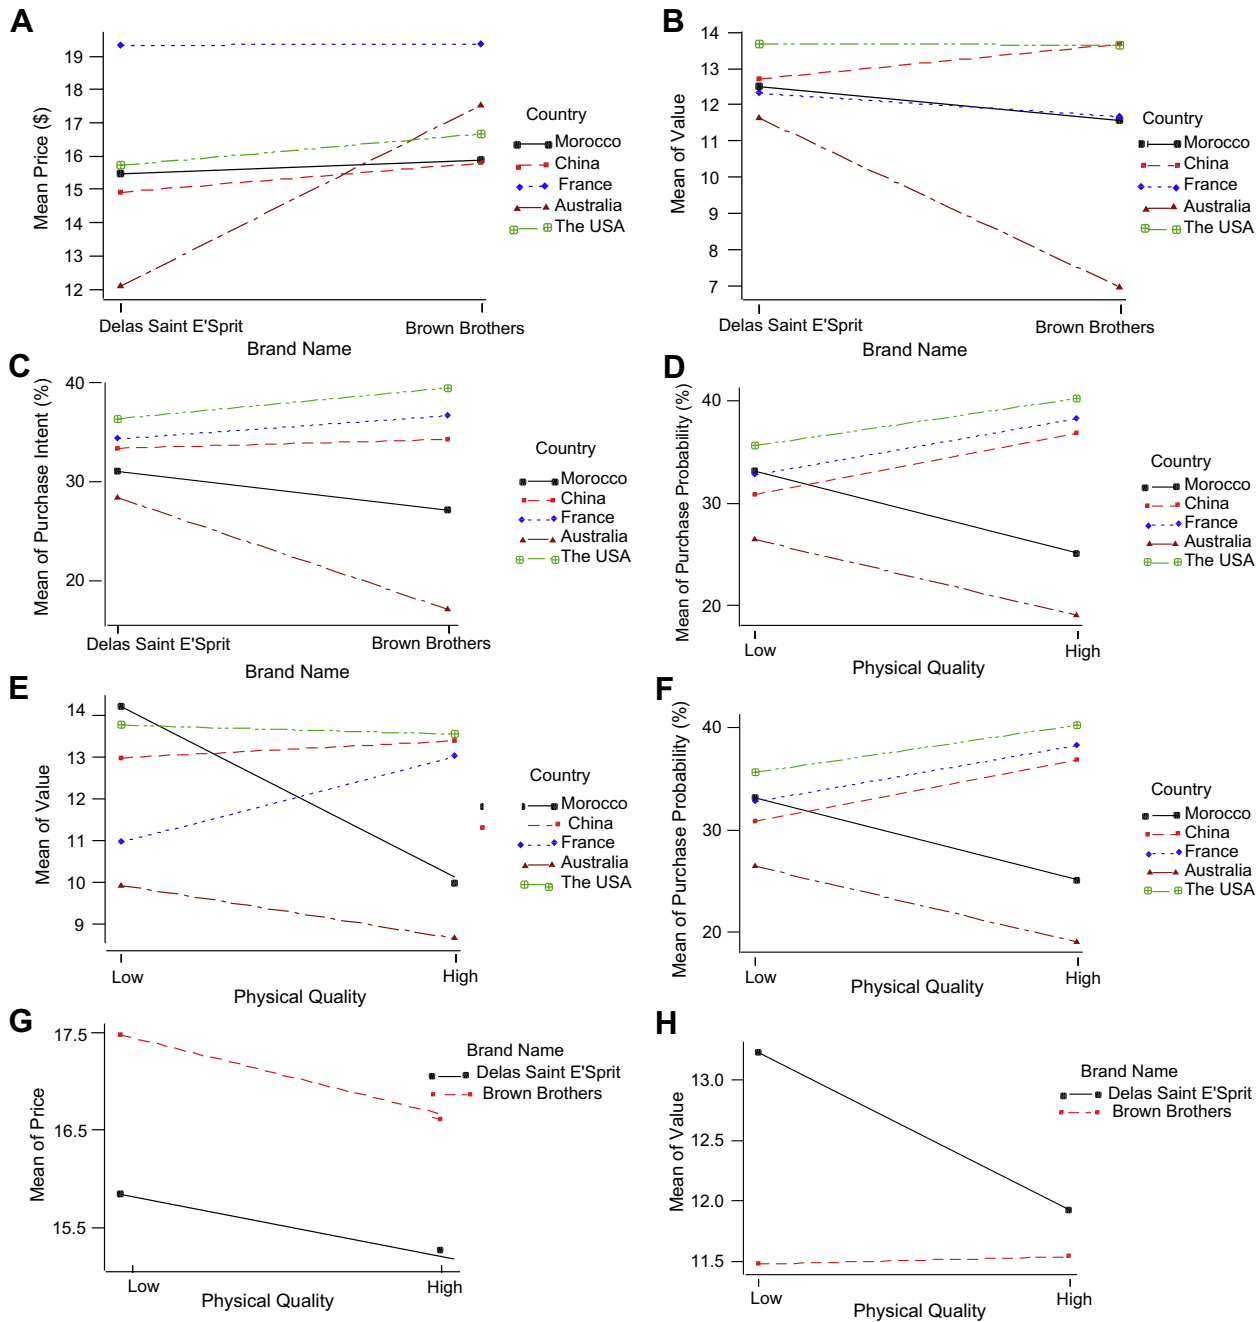 A
Mean Price ($)
19
18
17
16
15
14
13
12
Delas Saint E'Sprit
Brown Brothers
Brand Name
Country
Morocco
China
France
Australia
The USA
B
Mean of Value
14
13
12
11
10
9
8
7
Delas Saint E'Sprit
Brown Brothers
Brand Name
Country
Morocco
China
France
Australia
The USA
C
Mean of Purchase Intent (%)
40
30
20
Delas Saint E'Sprit
Brown Brothers
Brand Name
Country
Morocco
China
France
Australia
The USA
D
Mean of Purchase Probability (%)
40
30
20
Low
High
Physical Quality
Country
Morocco
China
France
Australia
The USA
E
Mean of Value
14
13
12
11
10
9
Low
High
Physical Quality
Country
Morocco
China
France
Australia
The USA
F
Mean of Purchase Probability (%)
40
30
20
Low
High
Physical Quality
Country
Morocco
China
France
Australia
The USA
G
Mean of Price
17.5
16.5
15.5
Low
High
Physical Quality
Brand Name
Delas Saint E'Sprit
Brown Brothers
H
Mean of Value
13.0
12.5
12.0
11.5
Low
High
Physical Quality
Brand Name
Delas Saint E'Sprit
Brown Brothers